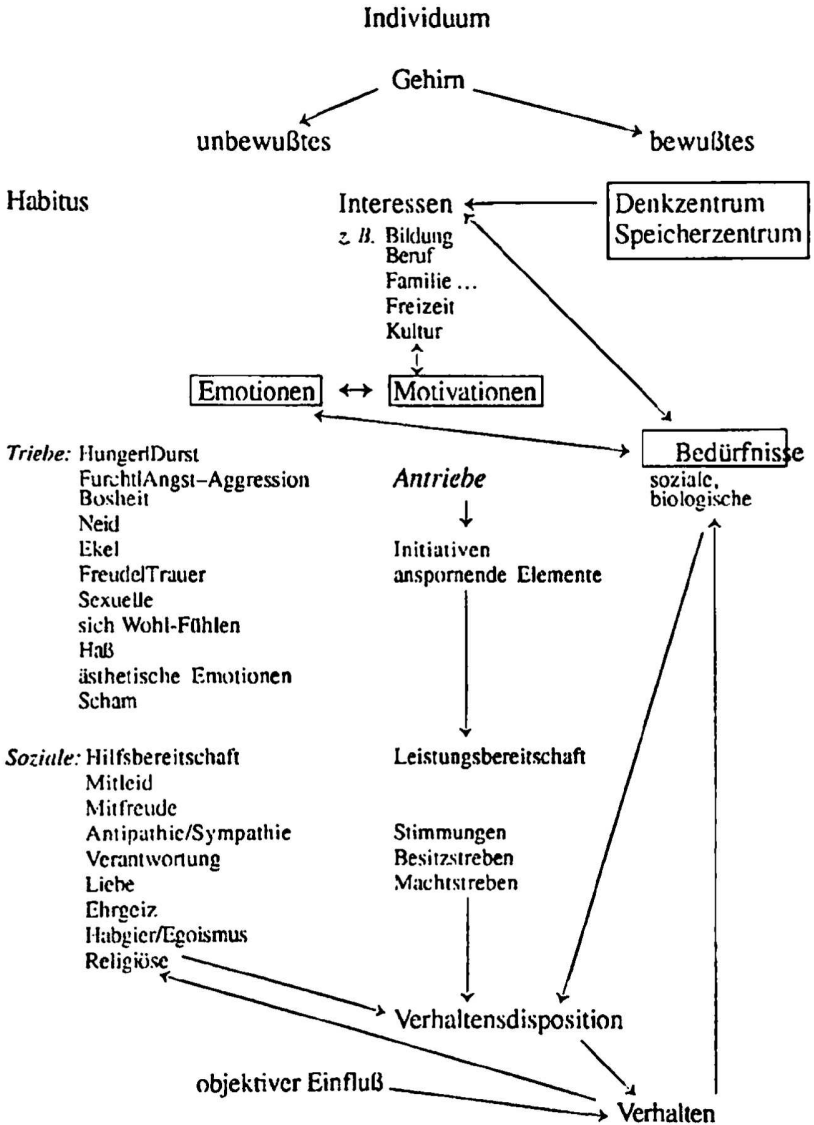 Individuum
Gehirn
unbewußtes
bewußtes
Habitus
Interessen
z. B. Bildung
Beruf
Familie ...
Freizeit
Kultur
Denkzentrum
Speicherzentrum
Emotionen
Motivationen
Bedürfnisse
soziale,
biologische
Triebe: Hunger/Durst
Furcht/Angst–Aggression
Bosheit
Neid
Ekel
Freude/Trauer
Sexuelle
sich Wohl-Fühlen
Haß
ästhetische Emotionen
Scham
Antriebe
Initiativen
anspornende Elemente
Leistungsbereitschaft
Soziale: Hilfsbereitschaft
Mitleid
Mitfreude
Antipathie/Sympathie
Verantwortung
Liebe
Ehrgeiz
Habgier/Egoismus
Religiöse
Stimmungen
Besitzstreben
Machtstreben
Verhaltensdisposition
objektiver Einfluß
Verhalten